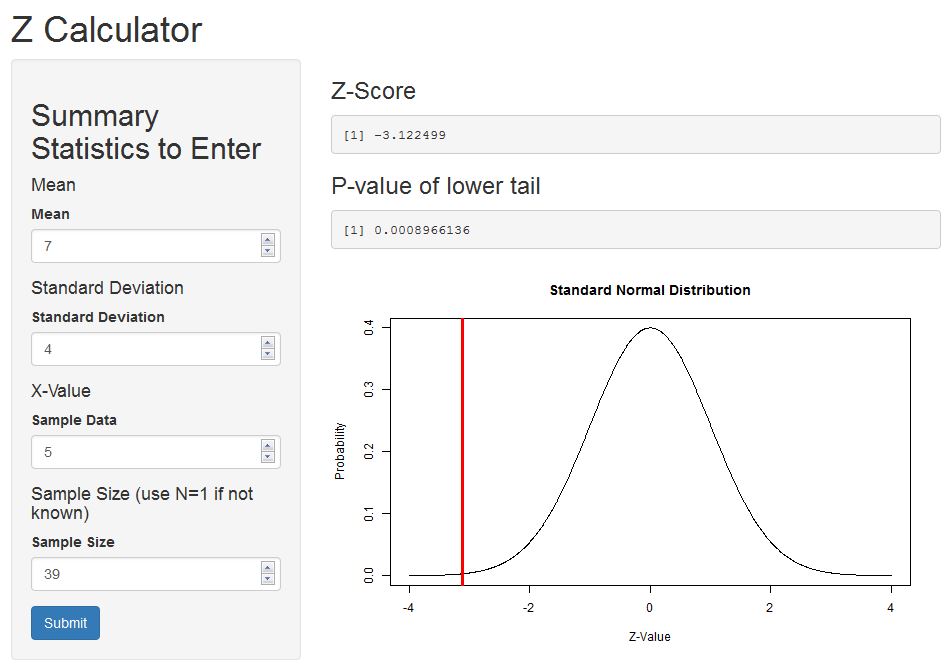 Z Calculator
Summary
Statistics to Enter
Mean
Mean
7
Standard Deviation
Standard Deviation
4
X-Value
Sample Data
5
Sample Size (use N=1 if not
known)
Sample Size
39
Submit
Z-Score
[1] -3.122499
P-value of lower tail
[1] 0.0008966136
Standard Normal Distribution
Probability
0.4
0.3
0.2
0.1
0.0
-4 -2 0 2 4
Z-Value